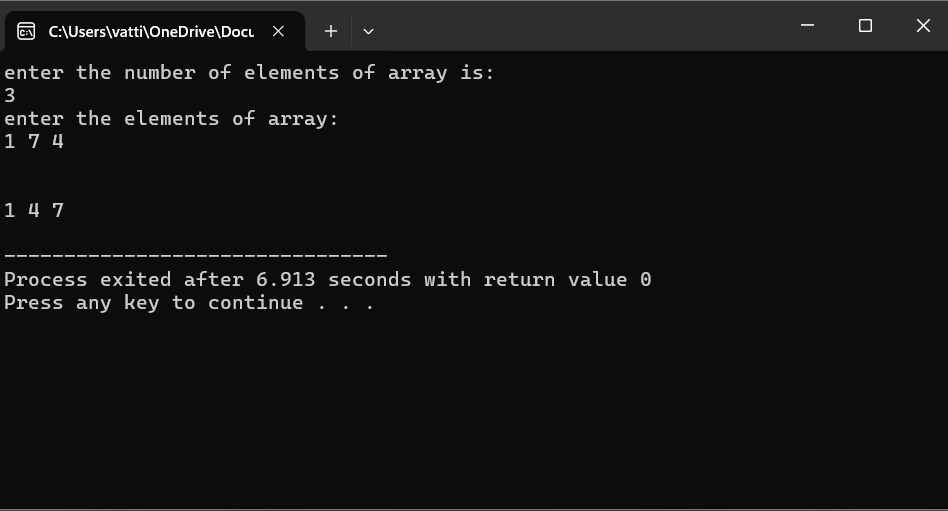 C:\Users\vatti\OneDrive\Docu
enter the number of elements of array is:
3
enter the elements of array:
1 7 4
1 4 7
--------------------------------
Process exited after 6.913 seconds with return value 0
Press any key to continue . . .